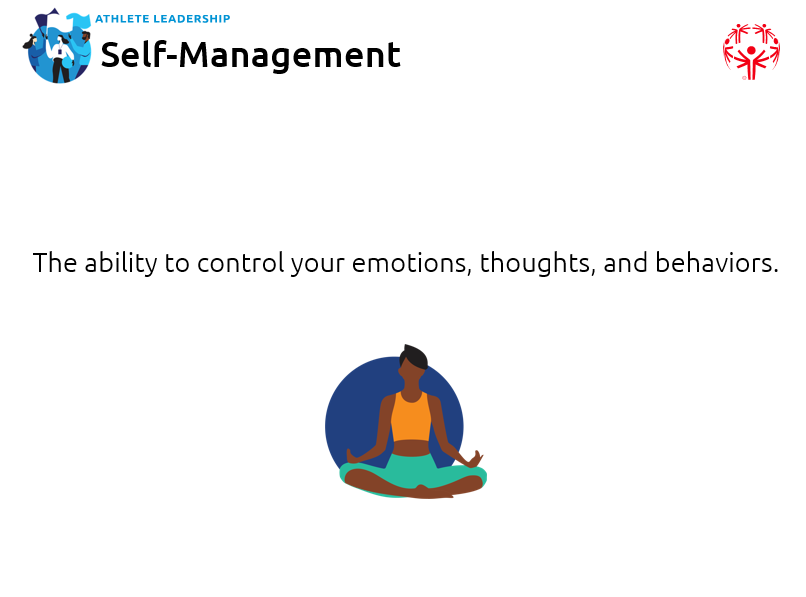 ATHLETE LEADERSHIP
Self-Management
The ability to control your emotions, thoughts, and behaviors.